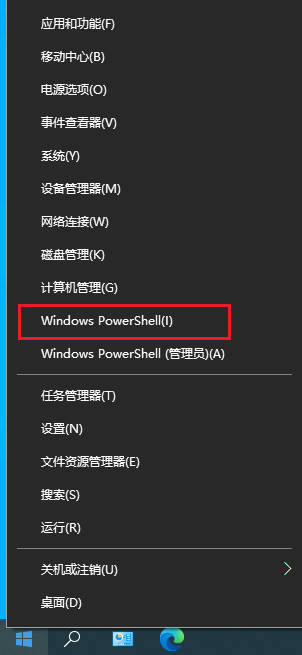 应用和功能(F)
移动中心(B)
电源选项(O)
事件查看器(V)
系统(Y)
设备管理器(M)
网络连接(W)
磁盘管理(K)
计算机管理(G)
Windows PowerShell(I)
Windows PowerShell (管理员)(A)
任务管理器(T)
设置(N)
文件资源管理器(E)
搜索(S)
运行(R)
关机或注销(U)
桌面(D)